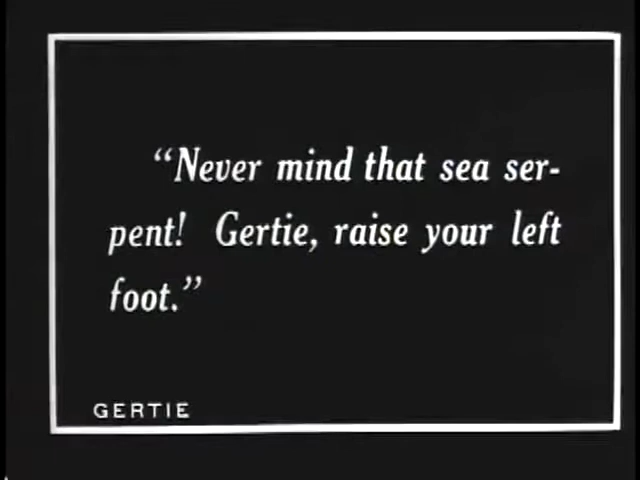 “Never mind that sea ser-
pent! Gertie, raise your left
foot.”
GERTIE